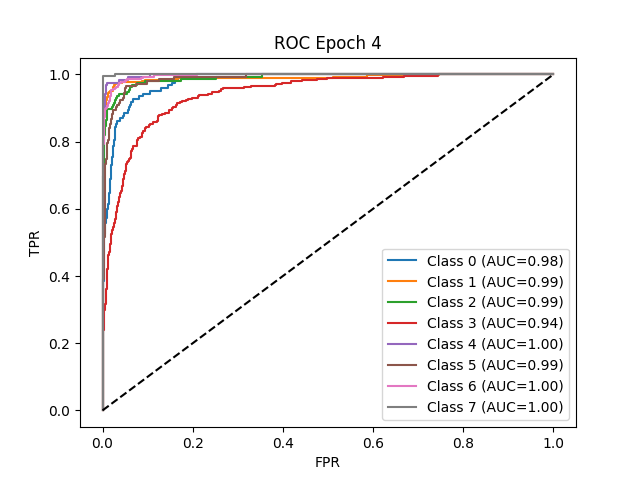 ROC Epoch 4
TPR
1.0
0.8
0.6
0.4
0.2
0.0
Class 0 (AUC=0.98)
Class 1 (AUC=0.99)
Class 2 (AUC=0.99)
Class 3 (AUC=0.94)
Class 4 (AUC=1.00)
Class 5 (AUC=0.99)
Class 6 (AUC=1.00)
Class 7 (AUC=1.00)
0.0 0.2 0.4 0.6 0.8 1.0
FPR